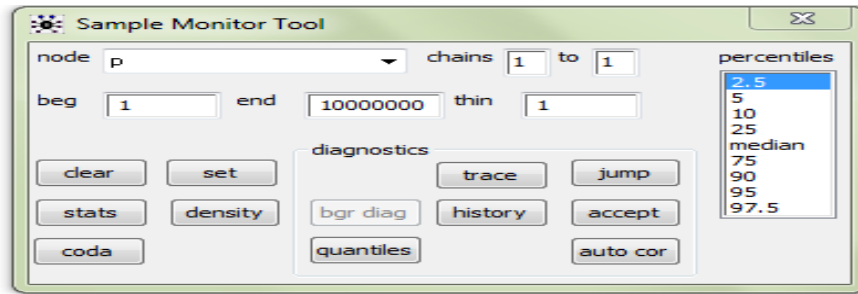 Sample Monitor Tool
node p chains 1 to 1 percentiles
beg 1 end 10000000 thin 1
2.5
5
10
25
median
75
90
95
97.5
diagnostics
clear set trace jump
stats density bgr diag history accept
coda quantiles auto cor